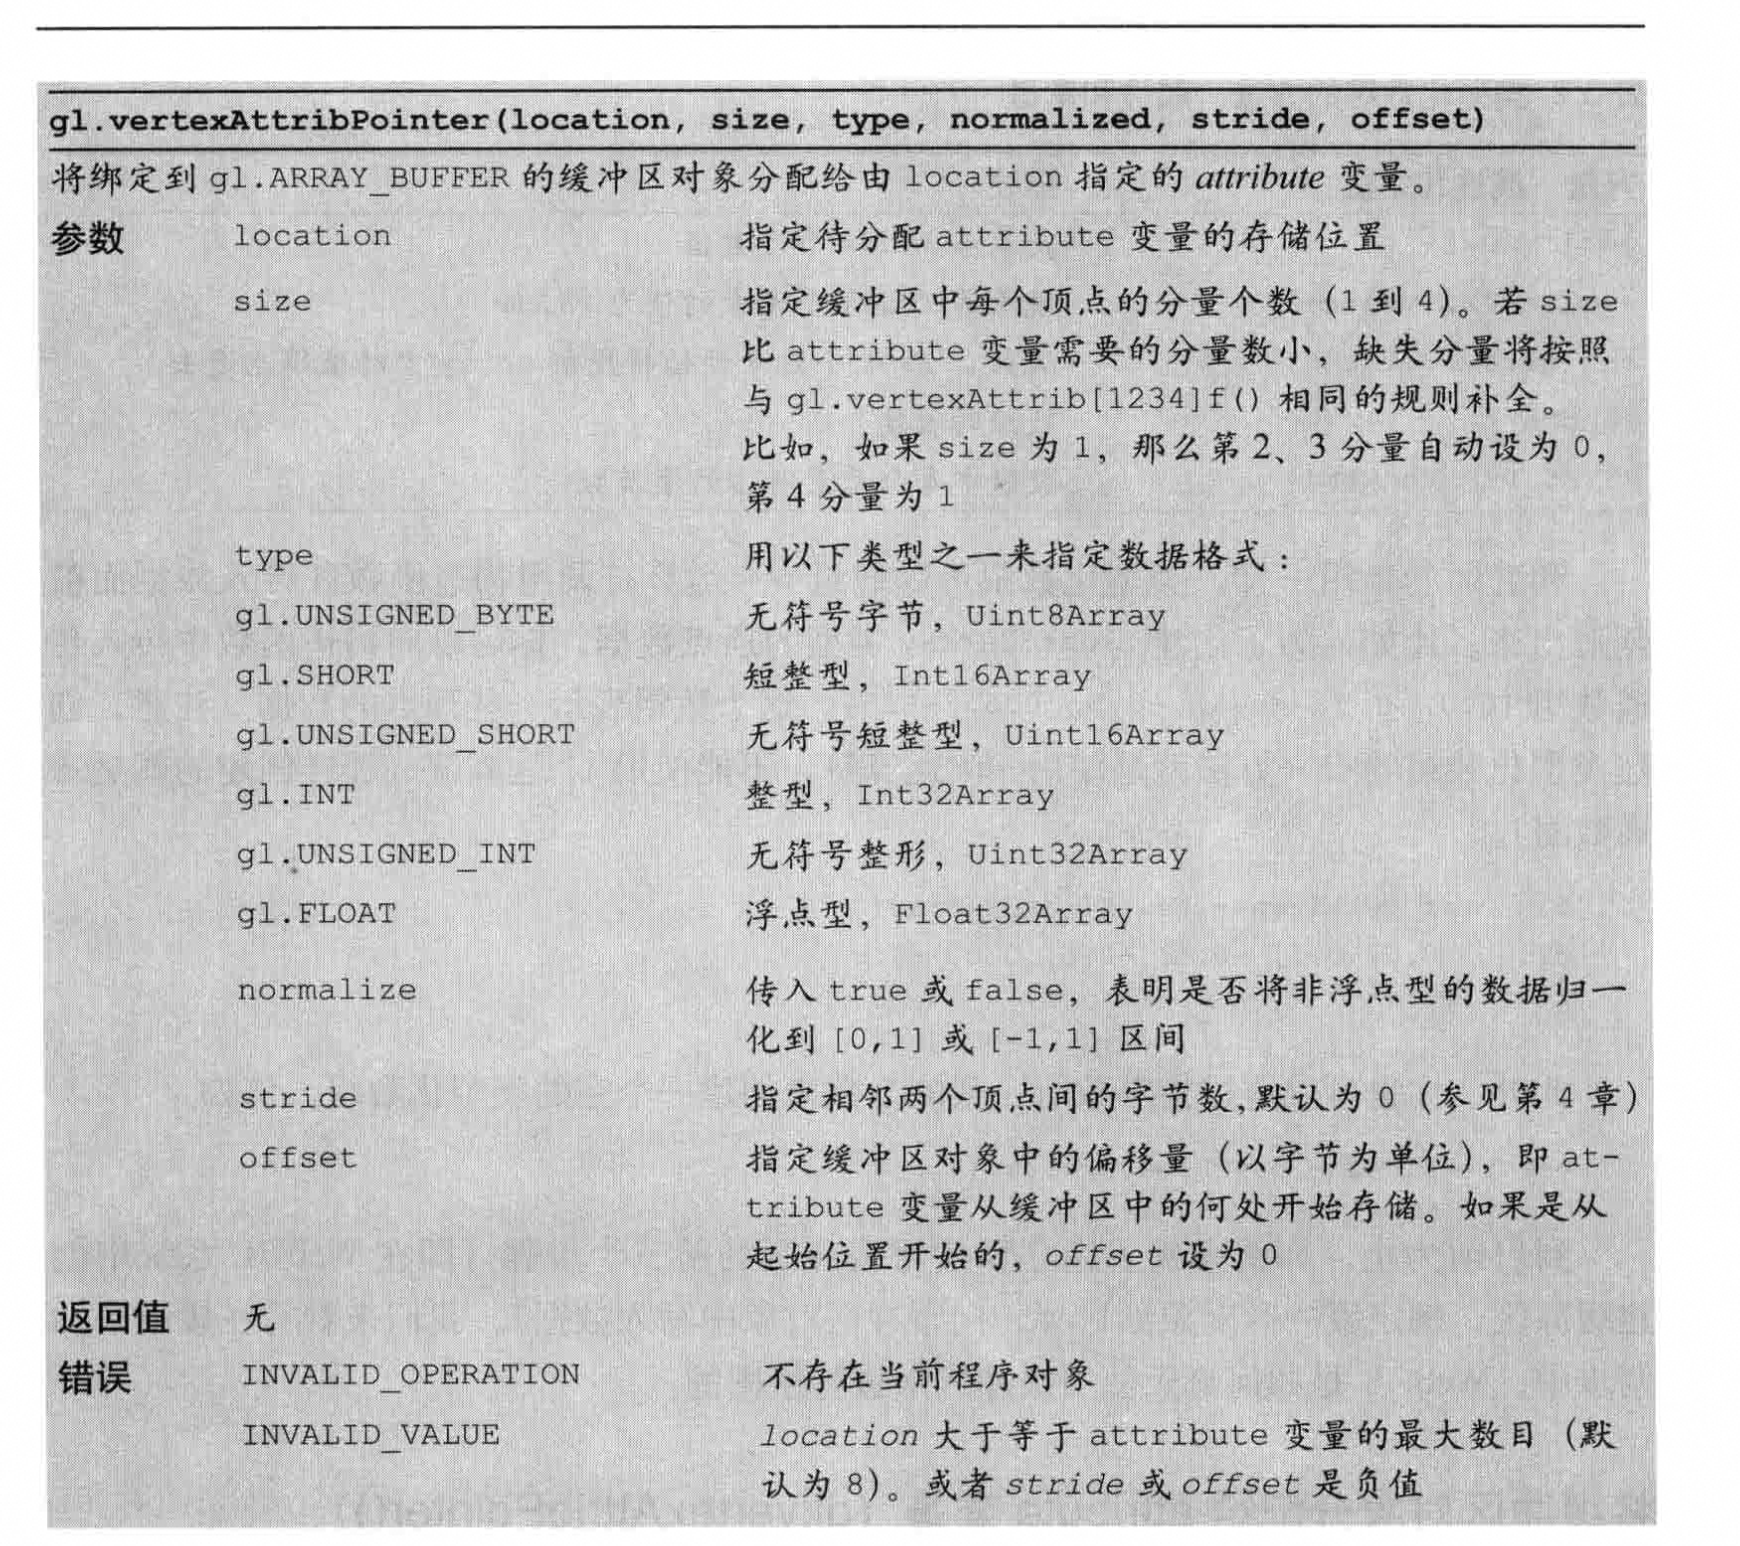 gl.vertexAttribPointer(location, size, type, normalized, stride, offset)
将绑定到 gl.ARRAY_BUFFER 的缓冲区对象分配给由 location 指定的 attribute 变量。
参数 location 指定待分配 attribute 变量的存储位置
size 指定缓冲区中每个顶点的分量个数（1 到 4）。若 size
比 attribute 变量需要的分量数小，缺失分量将按照
与 gl.vertexAttrib[1234]f() 相同的规则补全。
比如，如果 size 为 1，那么第 2、3 分量自动设为 0，
第 4 分量为 1
type 用以下类型之一来指定数据格式：
gl.UNSIGNED_BYTE 无符号字节，Uint8Array
gl.SHORT 短整型，Int16Array
gl.UNSIGNED_SHORT 无符号短整型，Uint16Array
gl.INT 整型，Int32Array
gl.UNSIGNED_INT 无符号整形，Uint32Array
gl.FLOAT 浮点型，Float32Array
normalize 传入 true 或 false，表明是否将非浮点型的数据归一
化到 [0,1] 或 [-1,1] 区间
stride 指定相邻两个顶点间的字节数，默认为 0（参见第 4 章）
offset 指定缓冲区对象中的偏移量（以字节为单位），即 at-
tribute 变量从缓冲区中的何处开始存储。如果是从
起始位置开始的，offset 设为 0
返回值 无
错误 INVALID_OPERATION 不存在当前程序对象
INVALID_VALUE location 大于等于 attribute 变量的最大数目（默
认为 8）。或者 stride 或 offset 是负值